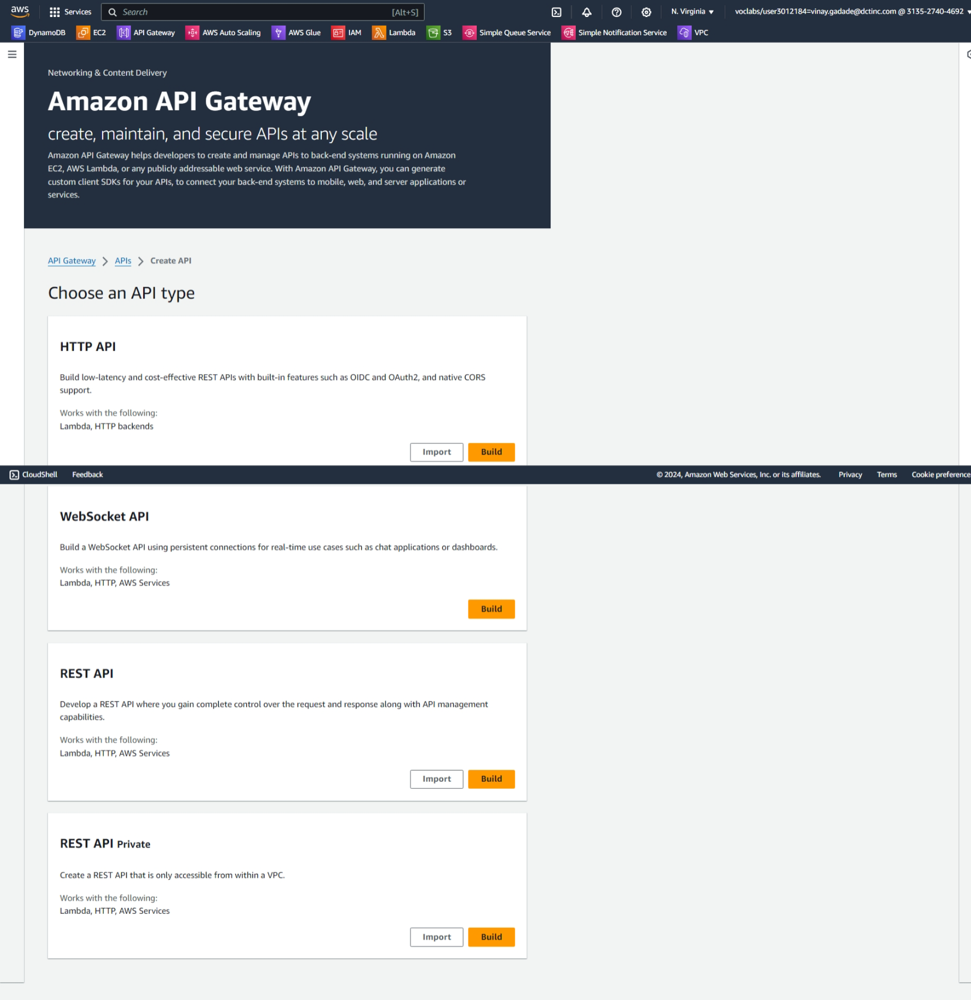 aws
Services
Search
[Alt+S]
N. Virginia
voclabs/user3012184=vinay.gadade@dctinc.com @ 3135-2740-4692
DynamoDB
EC2
API Gateway
AWS Auto Scaling
AWS Glue
IAM
Lambda
S3
Simple Queue Service
Simple Notification Service
VPC
Networking & Content Delivery
Amazon API Gateway
create, maintain, and secure APIs at any scale
Amazon API Gateway helps developers to create and manage APIs to back-end systems running on Amazon
EC2, AWS Lambda, or any publicly addressable web service. With Amazon API Gateway, you can generate
custom client SDKs for your APIs, to connect your back-end systems to mobile, web, and server applications or
services.
API Gateway > APIs > Create API
Choose an API type
HTTP API
Build low-latency and cost-effective REST APIs with built-in features such as OIDC and OAuth2, and native CORS
support.
Works with the following:
Lambda, HTTP backends
Import
Build
CloudShell
Feedback
© 2024, Amazon Web Services, Inc. or its affiliates.
Privacy
Terms
Cookie preference
WebSocket API
Build a WebSocket API using persistent connections for real-time use cases such as chat applications or dashboards.
Works with the following:
Lambda, HTTP, AWS Services
Build
REST API
Develop a REST API where you gain complete control over the request and response along with API management
capabilities.
Works with the following:
Lambda, HTTP, AWS Services
Import
Build
REST API Private
Create a REST API that is only accessible from within a VPC.
Works with the following:
Lambda, HTTP, AWS Services
Import
Build